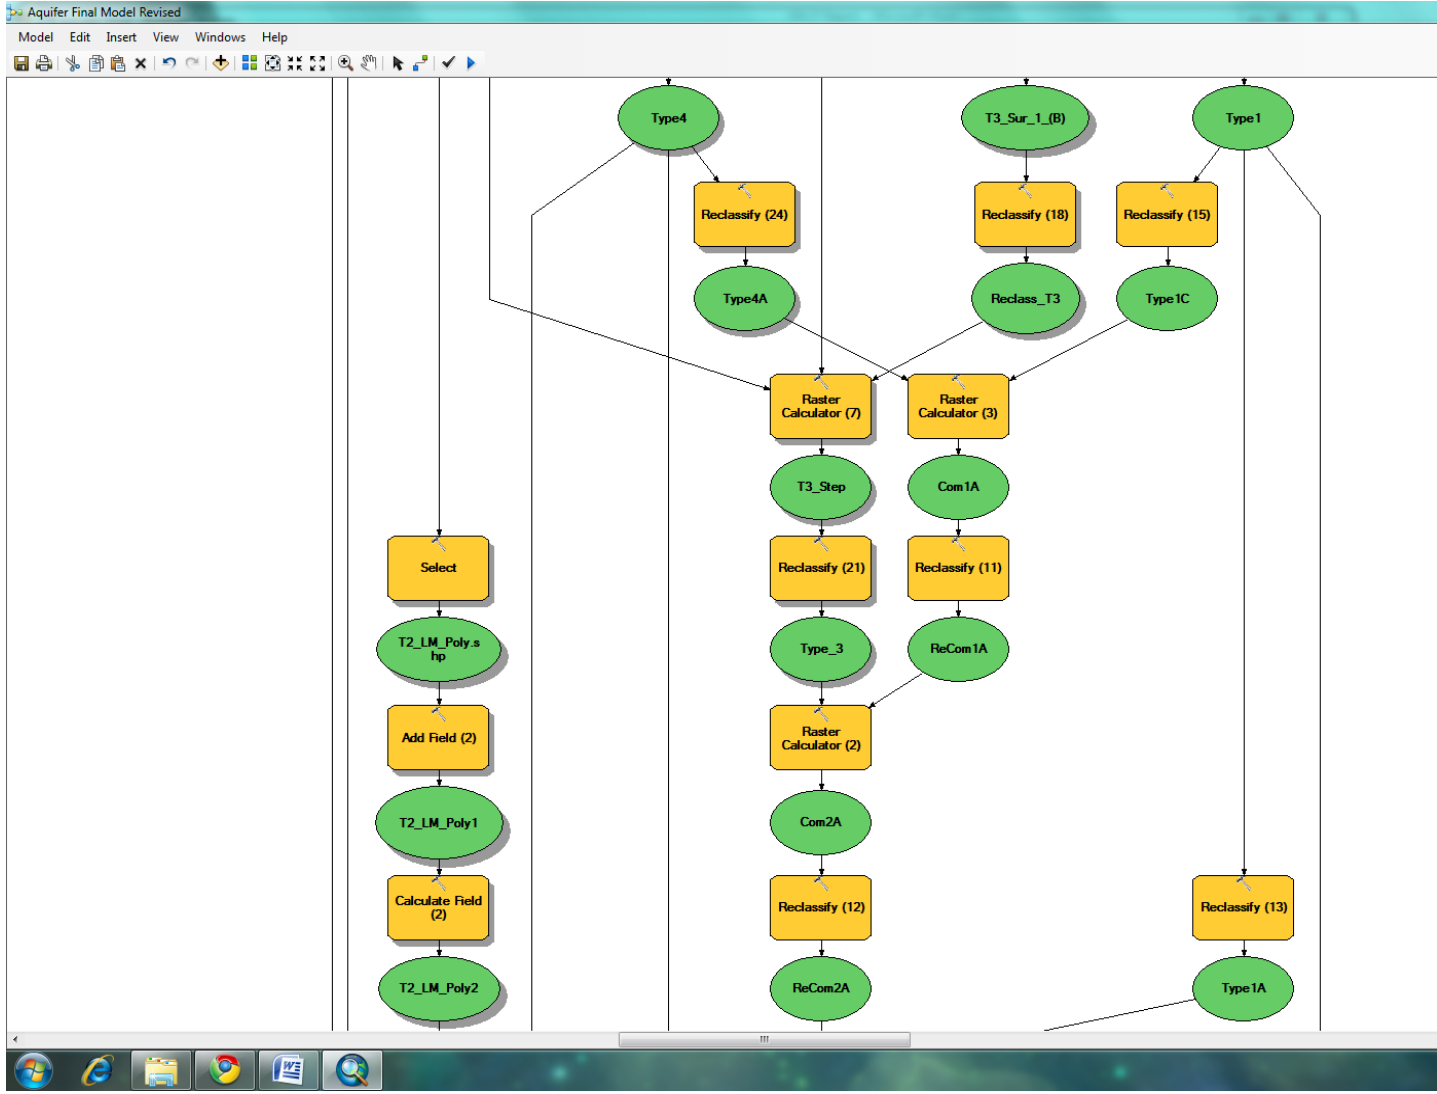 Aquifer Final Model Revised
Model Edit Insert View Windows Help
Type4
T3_Sur_1_(B)
Type1
Reclassify (24)
Reclassify (18)
Reclassify (15)
Type4A
Reclass_T3
Type1C
Raster
Calculator (7)
Raster
Calculator (3)
T3_Step
Com1A
Select
Reclassify (21)
Reclassify (11)
T2_LM_Poly.s
hp
Type_3
ReCom1A
Add Field (2)
Raster
Calculator (2)
T2_LM_Poly1
Com2A
Calculate Field
(2)
Reclassify (12)
Reclassify (13)
T2_LM_Poly2
ReCom2A
Type1A